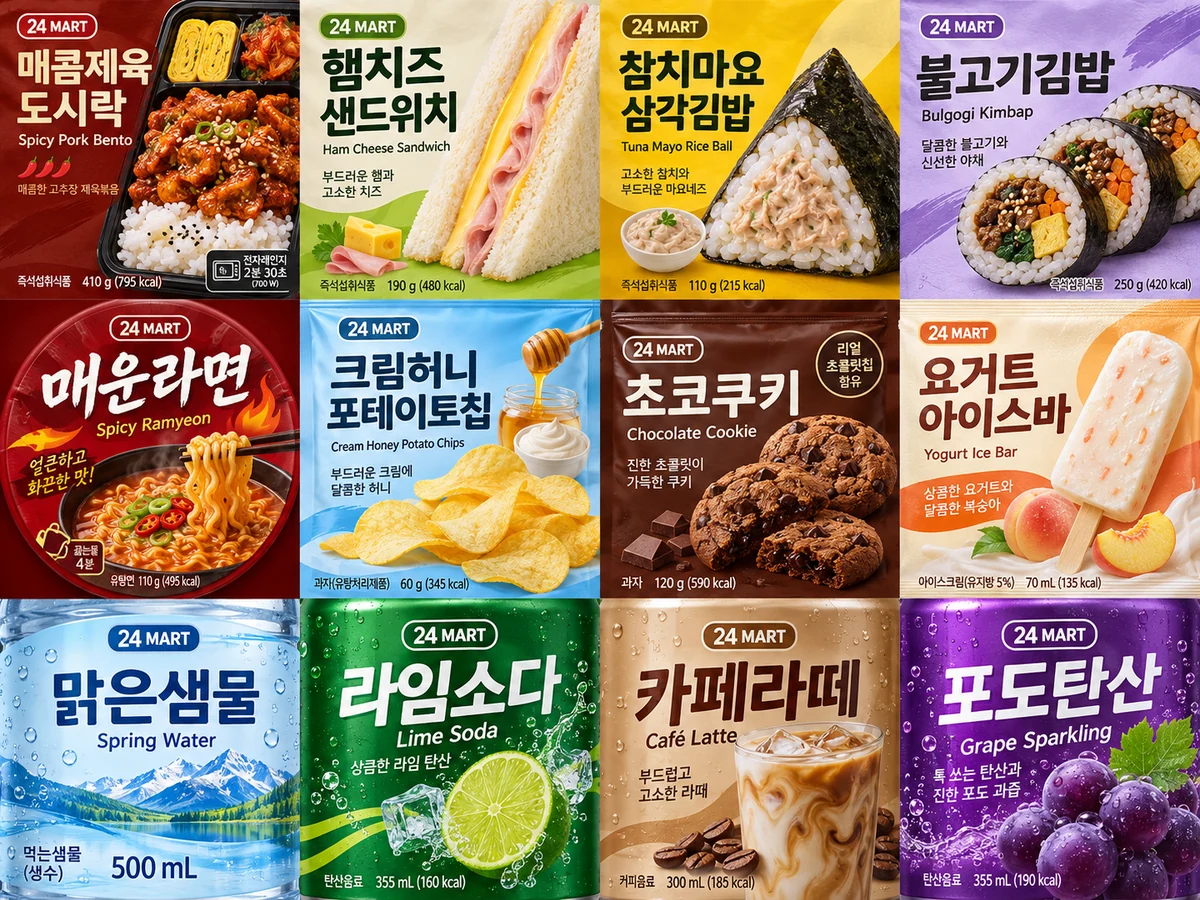 24 MART
매콤제육
도시락
Spicy Pork Bento
매콤한 고추장 제육볶음
전자레인지
2분 30초
(700 W)
즉석섭취식품 410 g (795 kcal)
24 MART
햄치즈
샌드위치
Ham Cheese Sandwich
부드러운 햄과
고소한 치즈
즉석섭취식품 190 g (480 kcal)
24 MART
참치마요
삼각김밥
Tuna Mayo Rice Ball
고소한 참치와
부드러운 마요네즈
즉석섭취식품 110 g (215 kcal)
24 MART
불고기김밥
Bulgogi Kimbap
달콤한 불고기와
신선한 야채
즉석섭취식품 250 g (420 kcal)
24 MART
매운라면
Spicy Ramyeon
얼큰하고
화끈한 맛!
끓는물
4분
유탕면 110 g (495 kcal)
24 MART
크림허니
포테이토칩
Cream Honey Potato Chips
부드러운 크림에
달콤한 허니
과자(유탕처리제품) 60 g (345 kcal)
24 MART
리얼
초콜릿칩
함유
초코쿠키
Chocolate Cookie
진한 초콜릿이
가득한 쿠키
과자 120 g (590 kcal)
24 MART
요거트
아이스바
Yogurt Ice Bar
상콤한 요거트와
달콤한 복숭아
아이스크림(유지방 5%) 70 mL (135 kcal)
24 MART
맑은샘물
Spring Water
먹는샘물
(생수)
500 mL
24 MART
라임소다
Lime Soda
상큼한 라임 탄산
탄산음료 355 mL (160 kcal)
24 MART
카페라떼
Café Latte
부드럽고
고소한 라떼
커피음료 300 mL (185 kcal)
24 MART
포도탄산
Grape Sparkling
톡 쏘는 탄산과
진한 포도 과즙
탄산음료 355 mL (190 kcal)